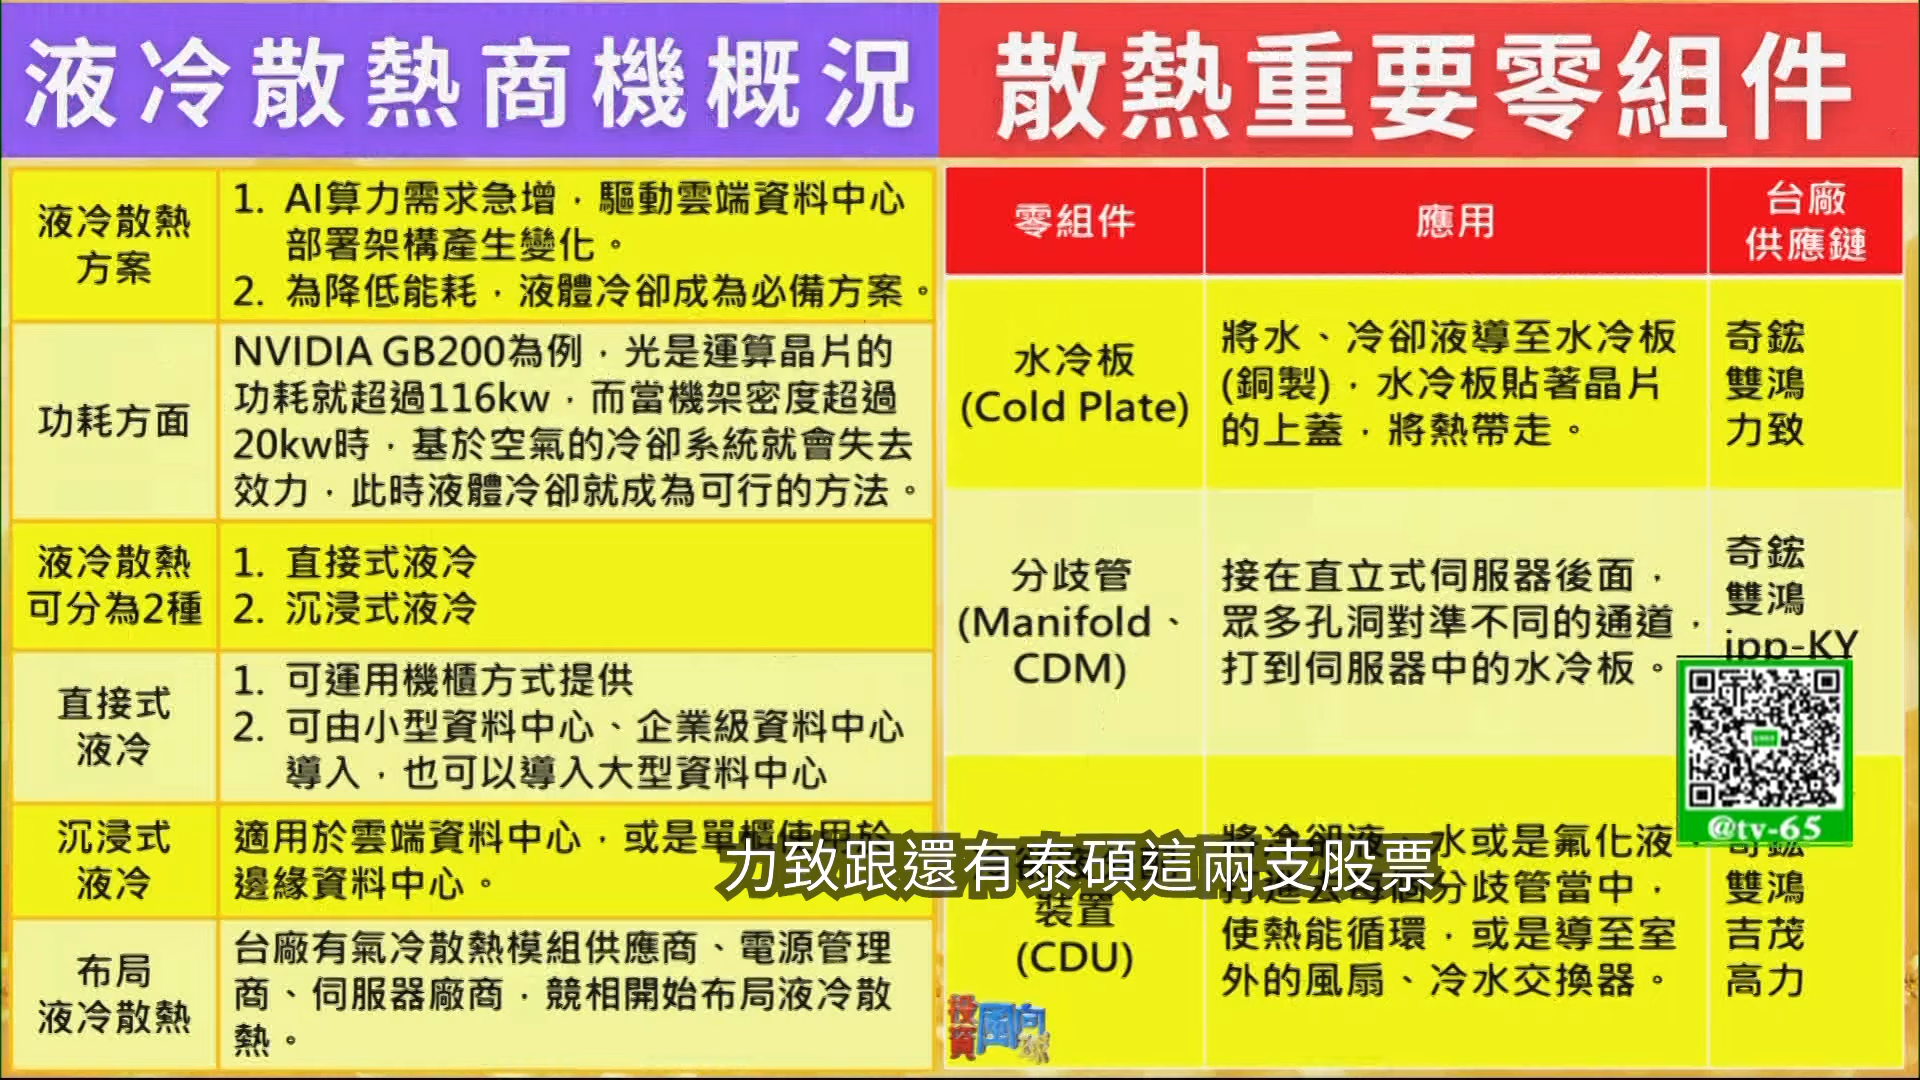 液冷散熱商機概況
液冷散熱
方案
1. AI算力需求急增，驅動雲端資料中心
部署架構產生變化。
2. 為降低能耗，液體冷卻成為必備方案。
功耗方面
NVIDIA GB200為例，光是運算晶片的
功耗就超過116kw，而當機架密度超過
20kw時，基於空氣的冷卻系統就會失去
效力，此時液體冷卻就成為可行的方法。
液冷散熱
可分為2種
1. 直接式液冷
2. 沉浸式液冷
直接式
液冷
1. 可運用機櫃方式提供
2. 可由小型資料中心、企業級資料中心
導入，也可以導入大型資料中心
沉浸式
液冷
適用於雲端資料中心，或是單櫃使用於
邊緣資料中心。
布局
液冷散熱
台廠有氣冷散熱模組供應商、電源管理
商、伺服器廠商，競相開始布局液冷散
熱。
散熱重要零組件
零組件
應用
台廠
供應鏈
水冷板
(Cold Plate)
將水、冷卻液導至水冷板
(銅製)，水冷板貼著晶片
的上蓋，將熱帶走。
奇鋐
雙鴻
力致
分歧管
(Manifold、
CDM)
接在直立式伺服器後面，
眾多孔洞對準不同的通道，
打到伺服器中的水冷板。
奇鋐
雙鴻
jpp-KY
裝置
(CDU)
將冷卻液、水或是氟化液
分歧管當中，
使熱能循環，或是導至室
外的風扇、冷水交換器。
奇鋐
雙鴻
吉茂
高力
@tv-65
力致跟還有泰碩這兩支股票
投資風向球